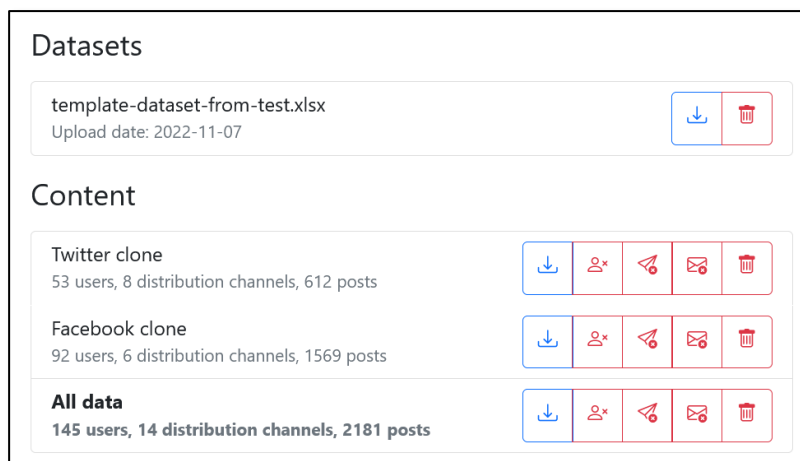 Datasets
template-dataset-from-test.xlsx
Upload date: 2022-11-07
Content
Twitter clone
53 users, 8 distribution channels, 612 posts
Facebook clone
92 users, 6 distribution channels, 1569 posts
All data
145 users, 14 distribution channels, 2181 posts